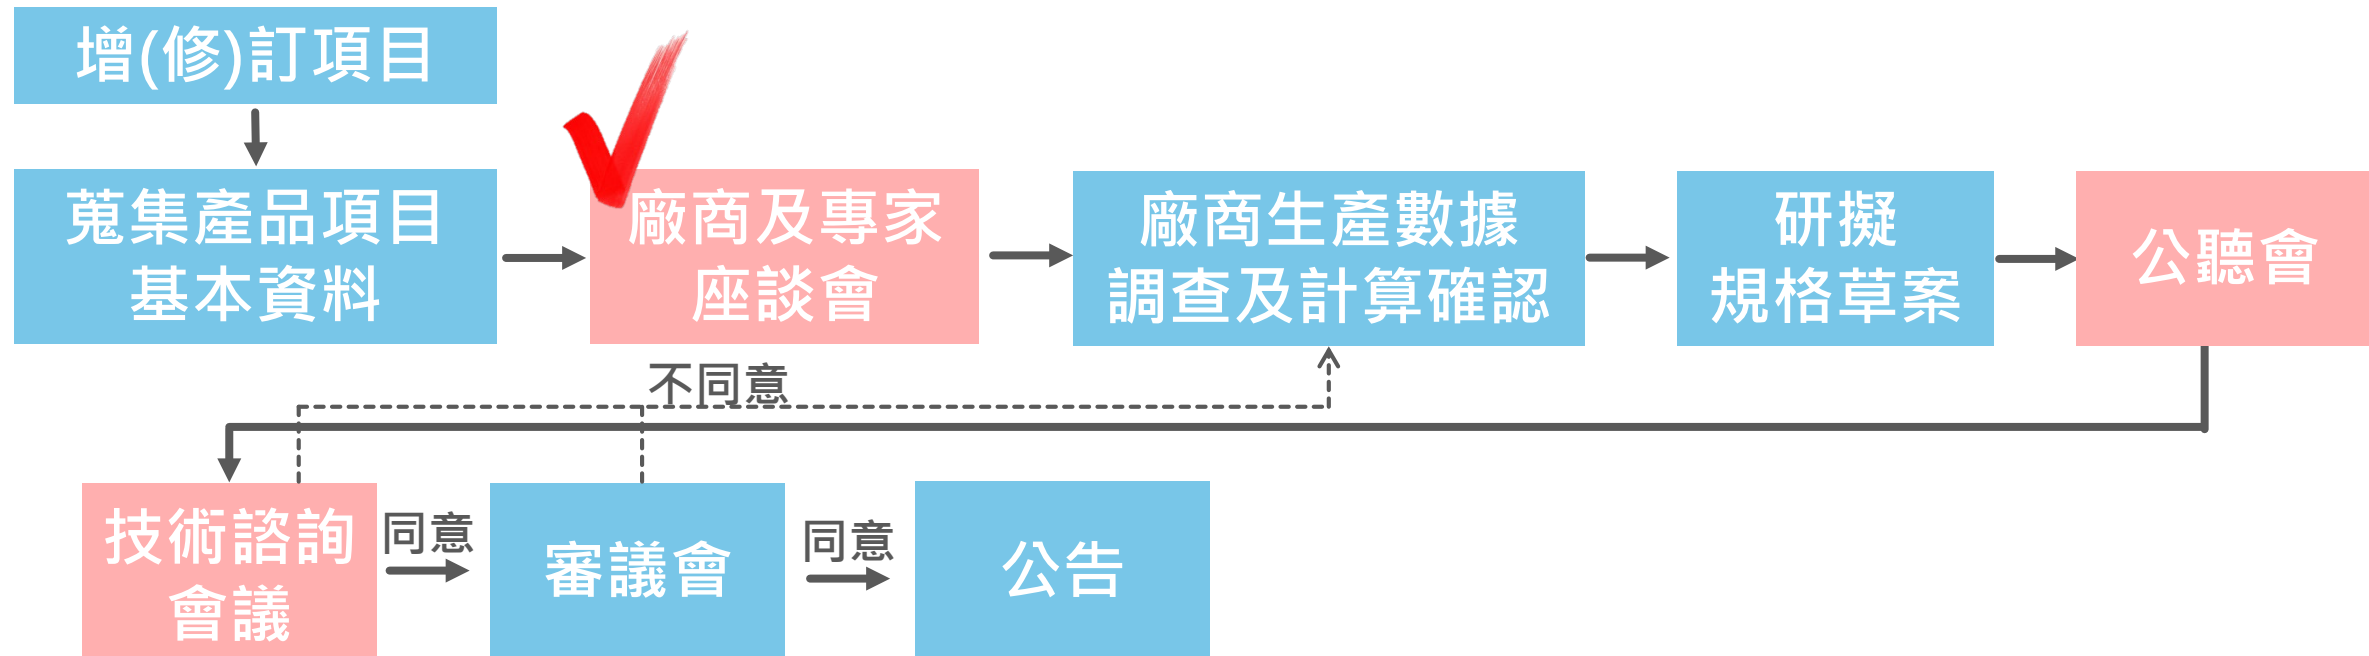 增(修)訂項目
蒐集產品項目
基本資料
廠商及專家
座談會
廠商生產數據
調查及計算確認
研擬
規格草案
公聽會
不同意
技術諮詢
會議
同意
審議會
同意
公告